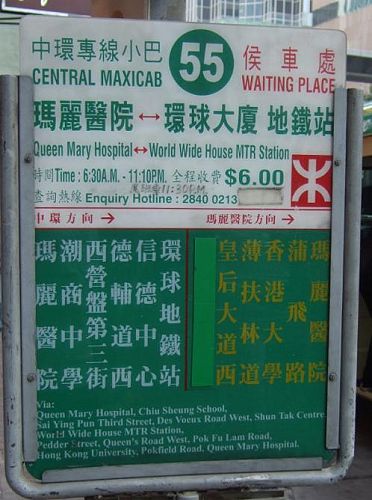 中環專線小巴
CENTRAL MAXICAB
55
侯車處
WAITING PLACE
瑪麗醫院 ↔ 環球大廈 地鐵站
Queen Mary Hospital ↔ World Wide House MTR Station
時間Time : 6:30A.M. - 11:10P.M. 全程收費 $6.00
查詢熱線 Enquiry Hotline : 2840 0213
中環方向 →
瑪麗醫院方向 →
瑪麗醫院
潮商中學
西營盤第三街
德輔道西
信德中心
環球地鐵站
皇后大道西
薄扶林道
香港大學
蒲飛路
瑪麗醫院
Via:
Queen Mary Hospital, Chiu Sheung School,
Sai Ying Pun Third Street, Des Voeux Road West, Shun Tak Centre,
World Wide House MTR Station,
Pedder Street, Queen's Road West, Pok Fu Lam Road,
Hong Kong University, Pokfield Road, Queen Mary Hospital.